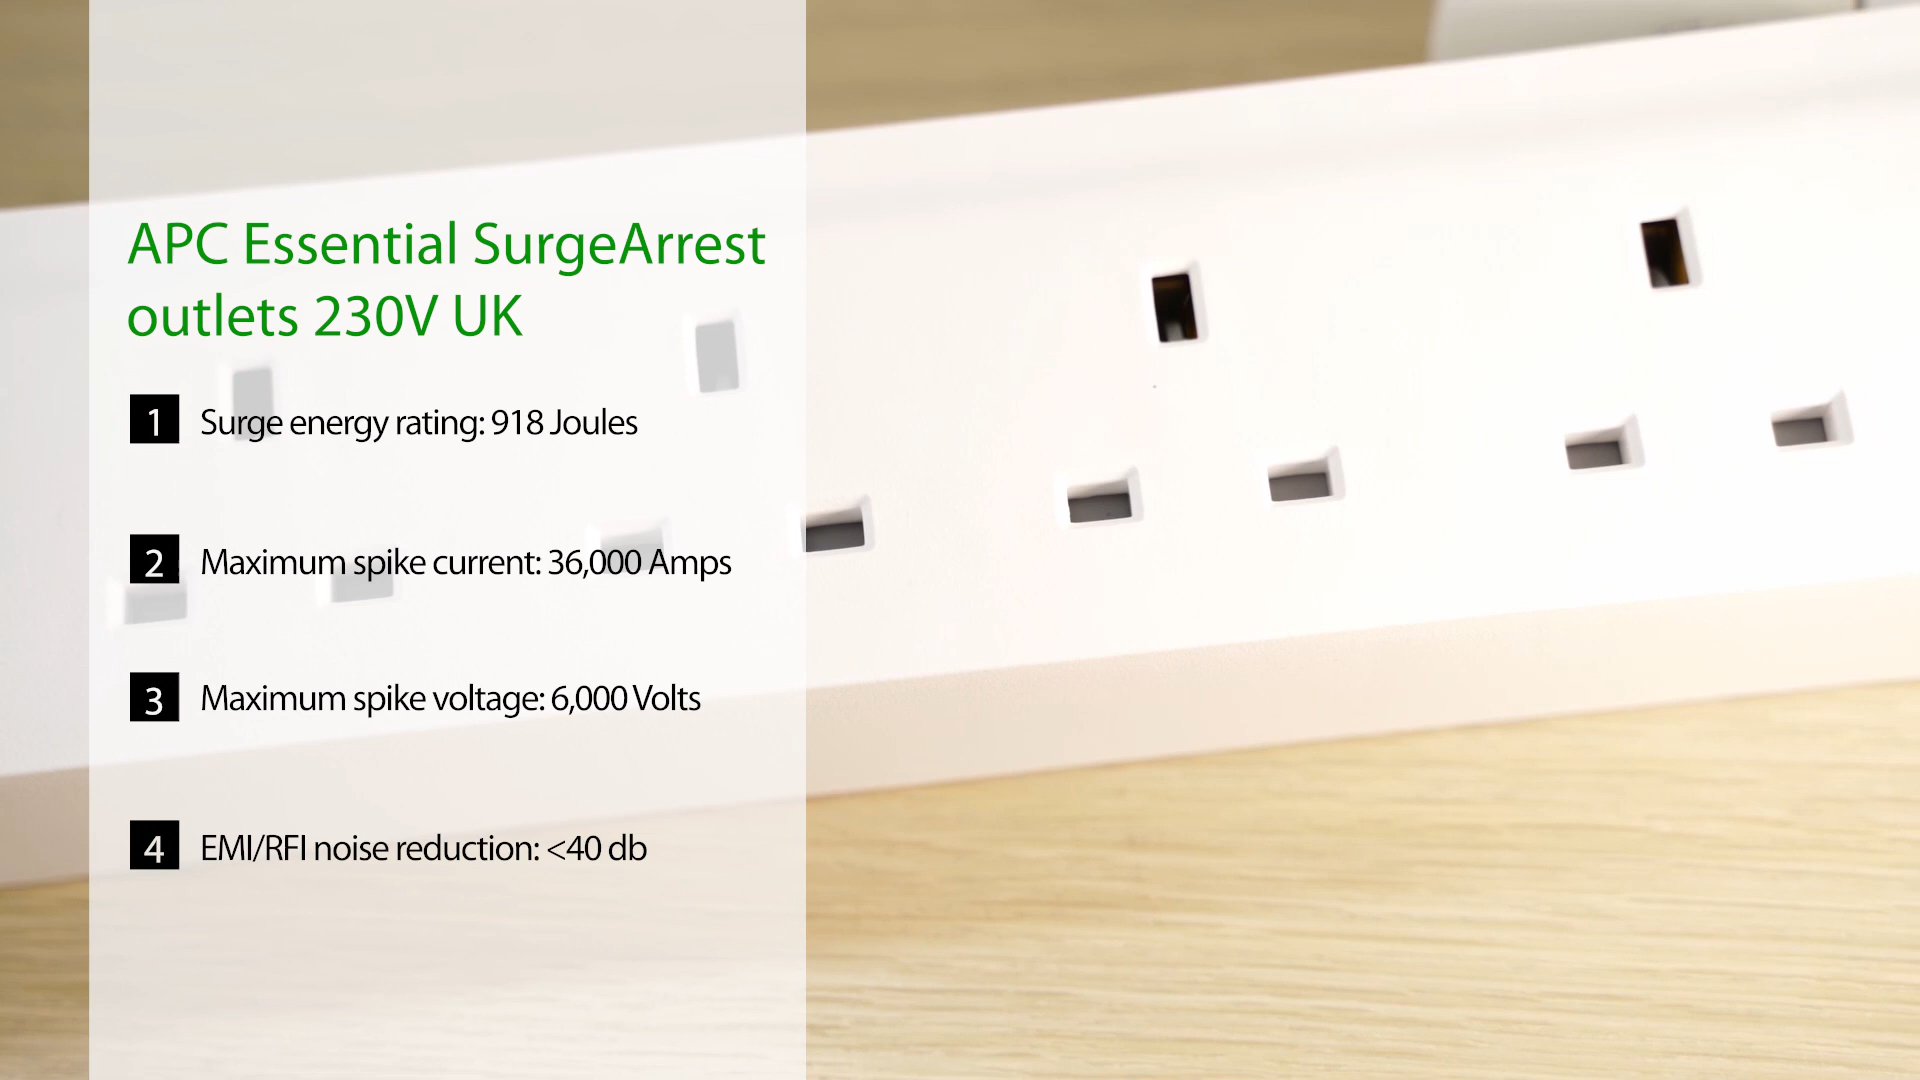 APC Essential SurgeArrest
outlets 230V UK
1 Surge energy rating: 918 Joules
2 Maximum spike current: 36,000 Amps
3 Maximum spike voltage: 6,000 Volts
4 EMI/RFI noise reduction: <40 db